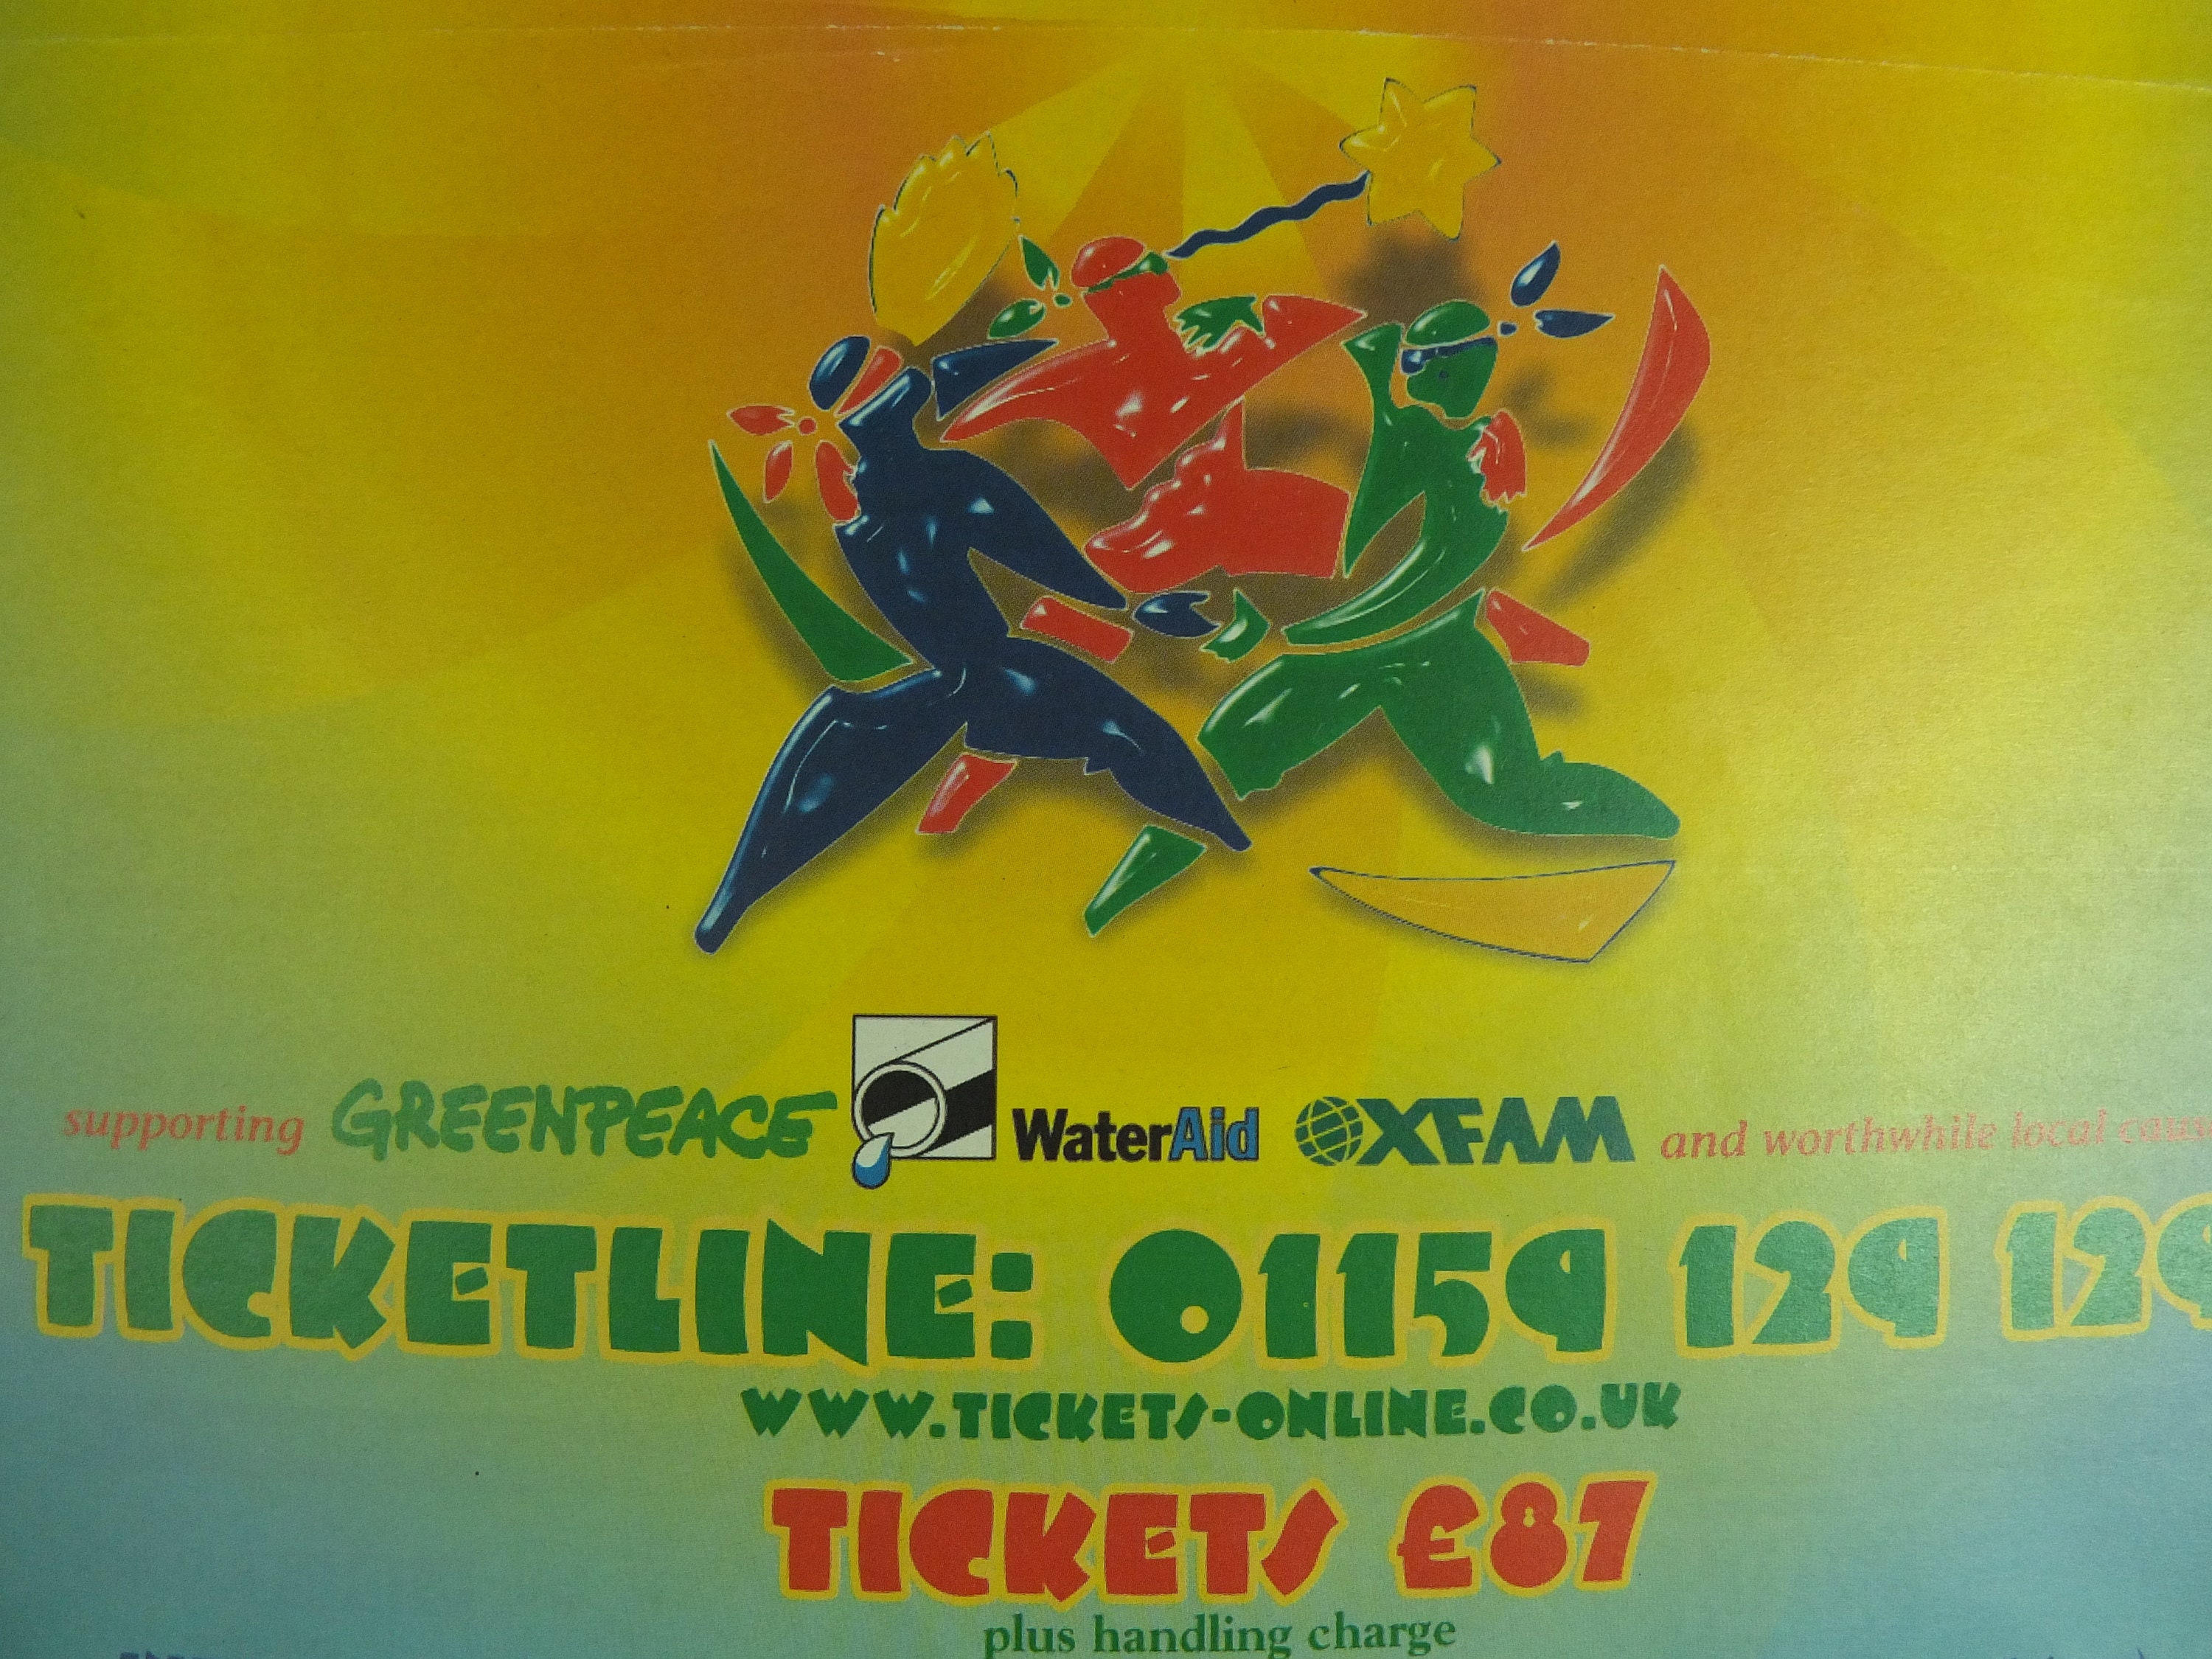 supporting GREENPEACE WaterAid OXFAM and worthwhile local
TICKETLINE: 01159 129 129
WWW.TICKETS-ONLINE.CO.UK
TICKETS £87
plus handling charge